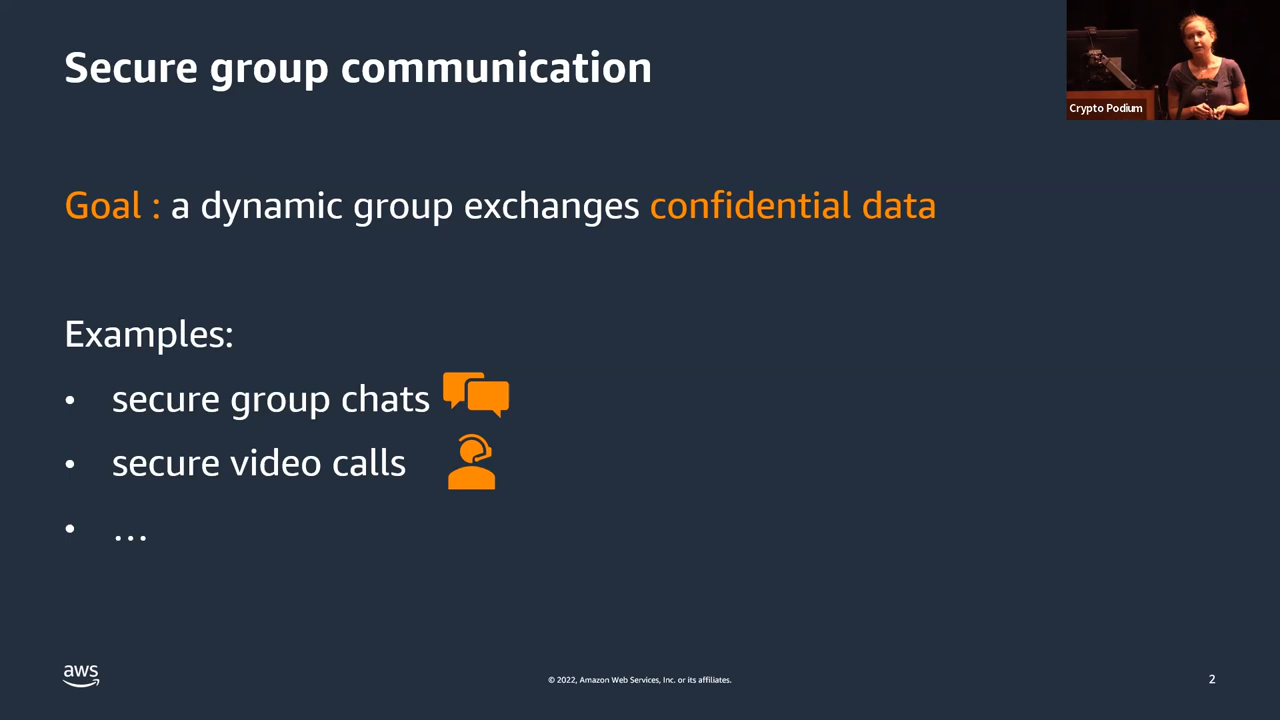 Secure group communication
Crypto Podium
Goal : a dynamic group exchanges confidential data
Examples:
• secure group chats
• secure video calls
• …
aws
© 2022, Amazon Web Services, Inc. or its affiliates.
2